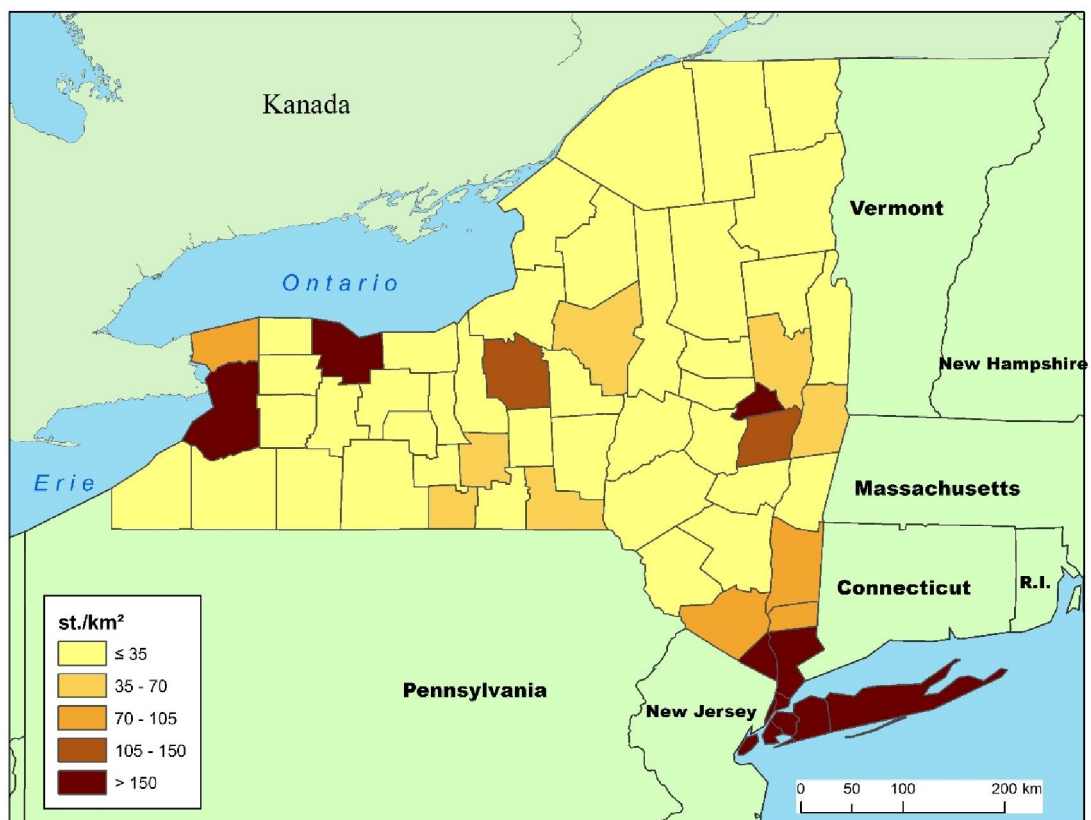 Kanada
Vermont
Ontario
New Hampshire
Erie
Massachusetts
Connecticut
R.I.
st./km²
≤ 35
35 - 70
70 - 105
105 - 150
> 150
Pennsylvania
New Jersey
0 50 100 200 km